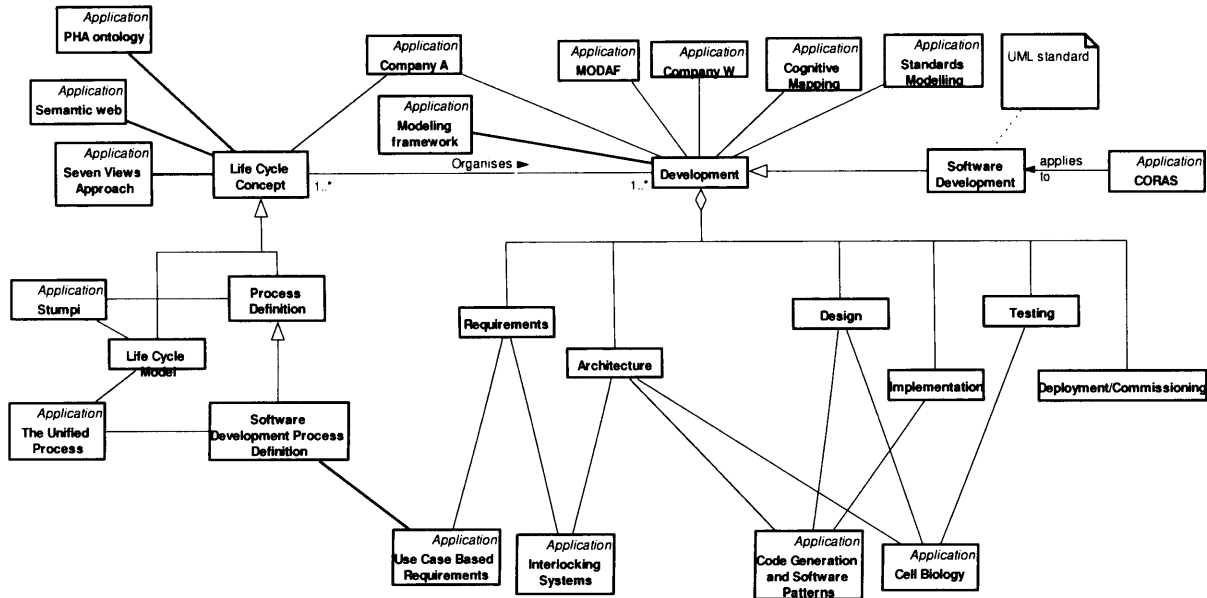 Application
PHA ontology
Application
Company A
Application
MODAF
Application
Company W
Application
Cognitive
Mapping
Application
Standards
Modelling
UML standard
Application
Semantic web
Application
Modeling
framework
Application
Seven Views
Approach
Life Cycle
Concept
Organises
1..*
1..*
Development
Software
Development
applies
to
Application
CORAS
Application
Stumpi
Process
Definition
Requirements
Design
Testing
Life Cycle
Model
Architecture
Implementation
Deployment/Commissioning
Application
The Unified
Process
Software
Development Process
Definition
Application
Use Case Based
Requirements
Application
Interlocking
Systems
Application
Code Generation
and Software
Patterns
Application
Cell Biology